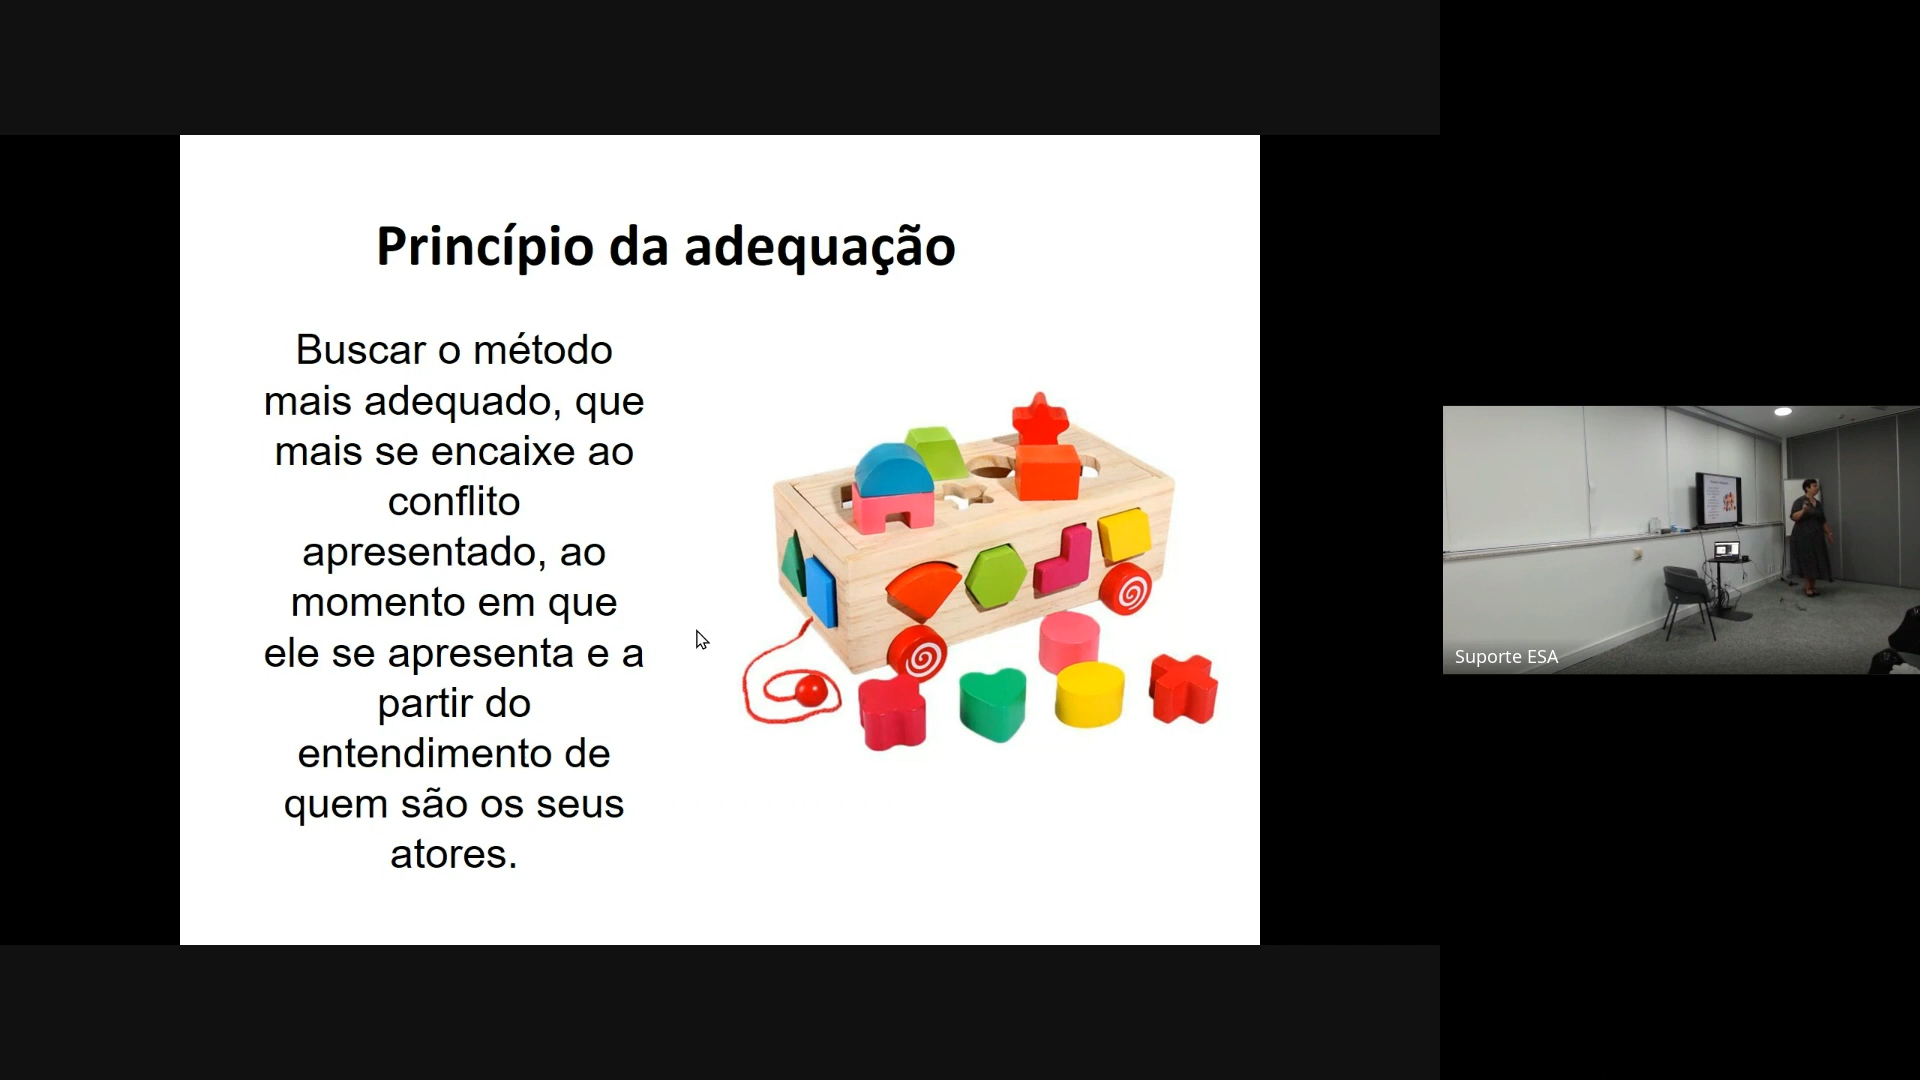 Princípio da adequação
Buscar o método
mais adequado, que
mais se encaixe ao
conflito
apresentado, ao
momento em que
ele se apresenta e a
partir do
entendimento de
quem são os seus
atores.
Suporte ESA